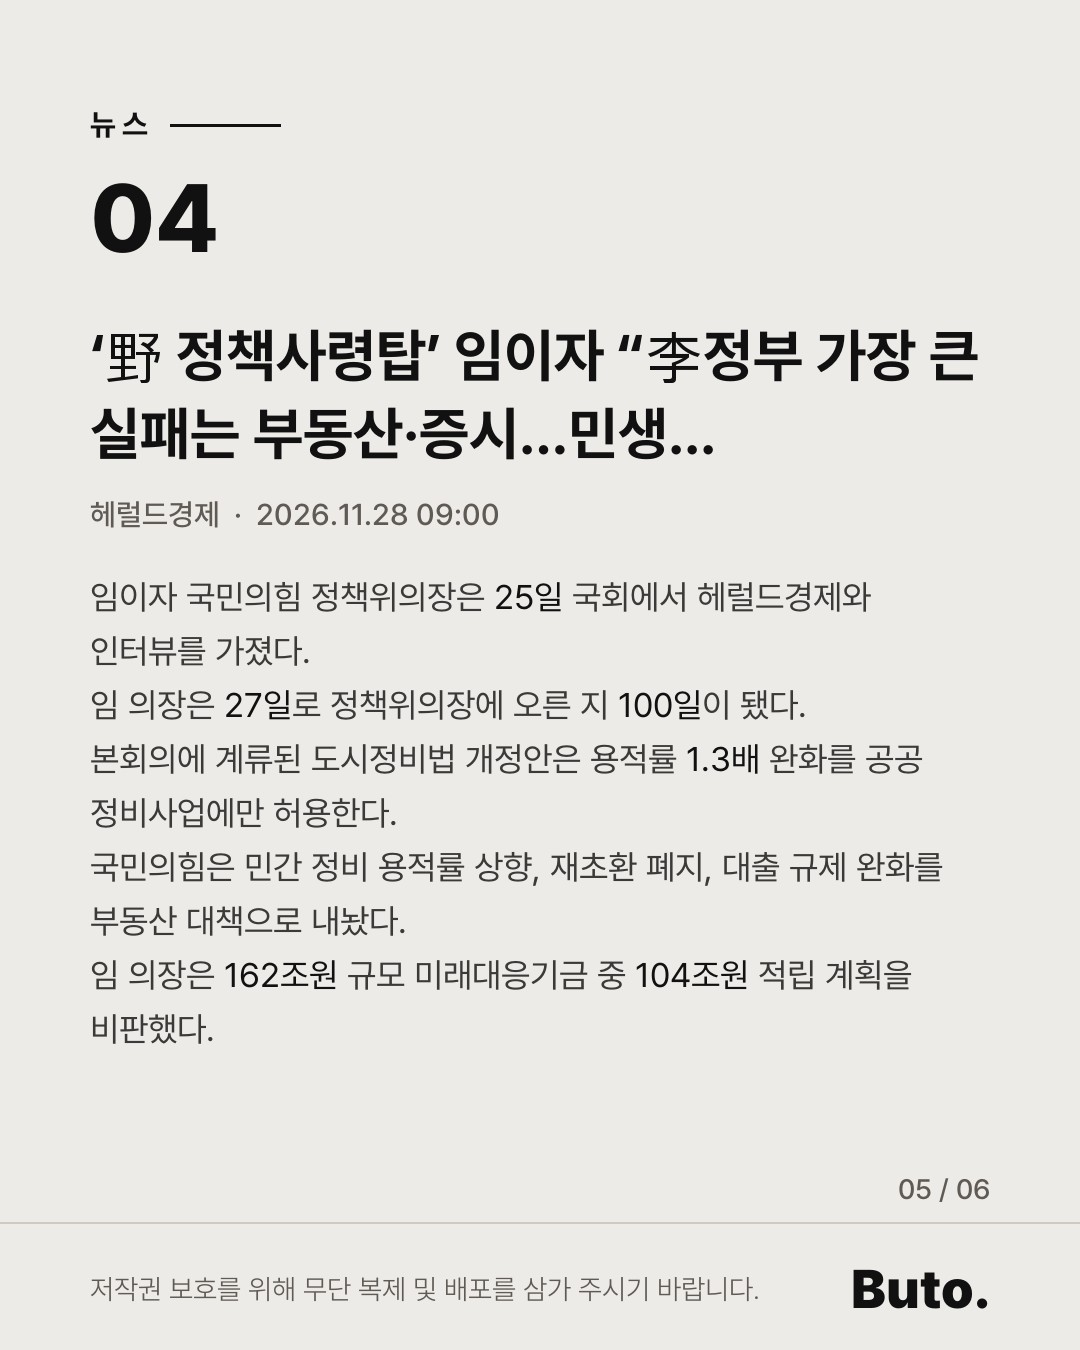 뉴스
04
‘野 정책사령탑’ 임이자 “李정부 가장 큰
실패는 부동산·증시…민생…
헤럴드경제 · 2026.11.28 09:00
임이자 국민의힘 정책위의장은 25일 국회에서 헤럴드경제와
인터뷰를 가졌다.
임 의장은 27일로 정책위의장에 오른 지 100일이 됐다.
본회의에 계류된 도시정비법 개정안은 용적률 1.3배 완화를 공공
정비사업에만 허용한다.
국민의힘은 민간 정비 용적률 상향, 재초환 폐지, 대출 규제 완화를
부동산 대책으로 내놨다.
임 의장은 162조원 규모 미래대응기금 중 104조원 적립 계획을
비판했다.
05 / 06
저작권 보호를 위해 무단 복제 및 배포를 삼가 주시기 바랍니다.
Buto.